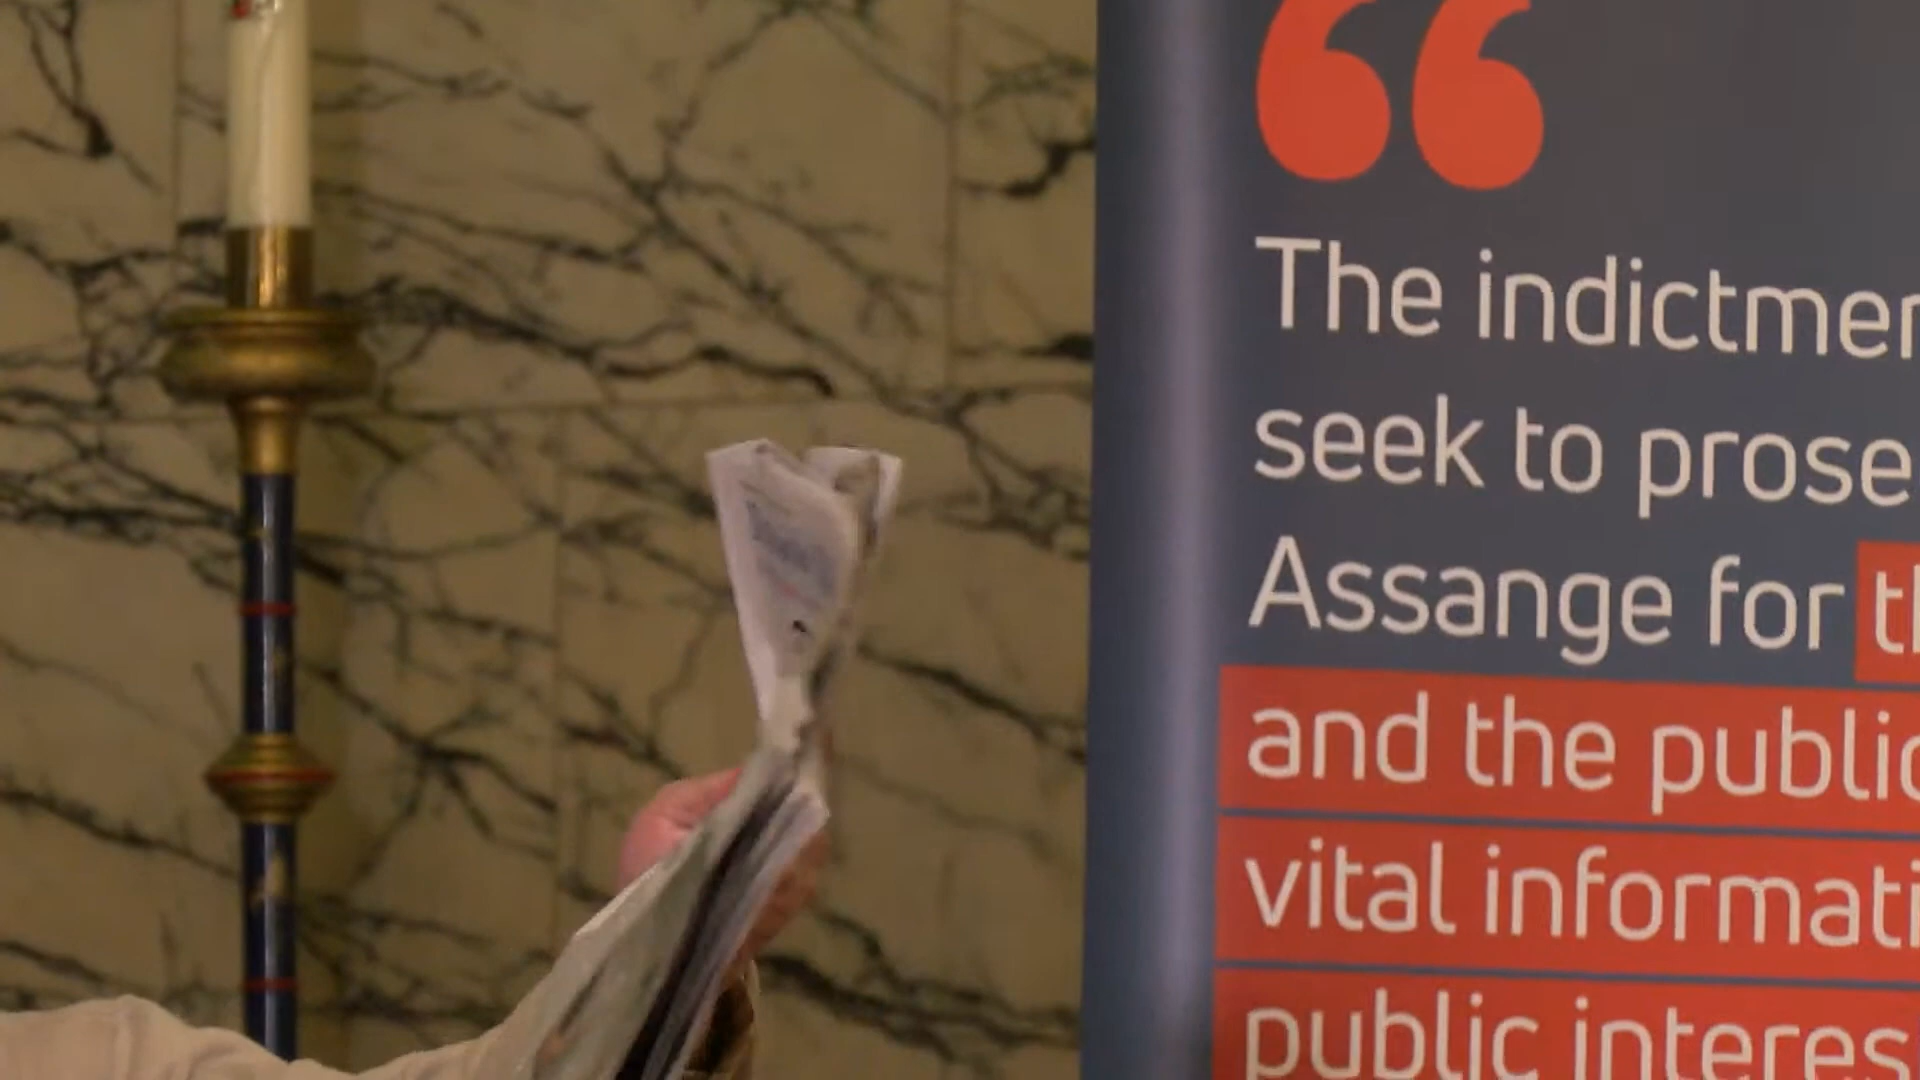 “
The indictmen
seek to prose
Assange for th
and the public
vital informati
public interes